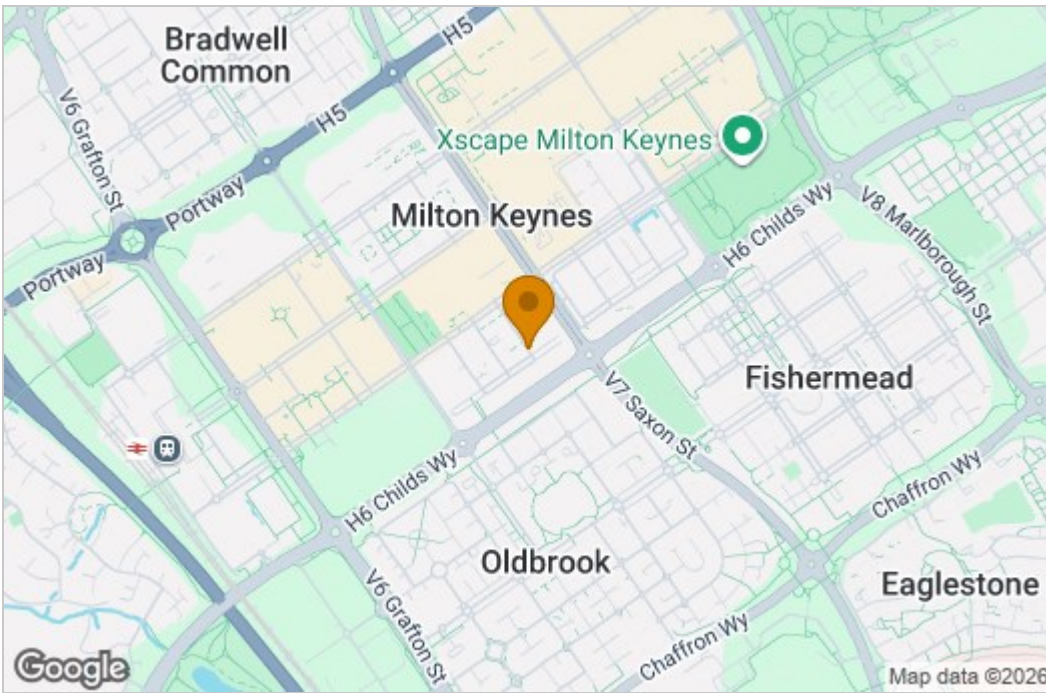 Bradwell
Common
H5
V6 Grafton St
H5
Xscape Milton Keynes
Portway
Milton Keynes
V8 Marlborough St
H6 Childs Wy
Portway
Fishermead
V7 Saxon St
H6 Childs Wy
Chaffron Wy
Oldbrook
Eaglestone
V6 Grafton St
Chaffron Wy
Google
Map data ©2026